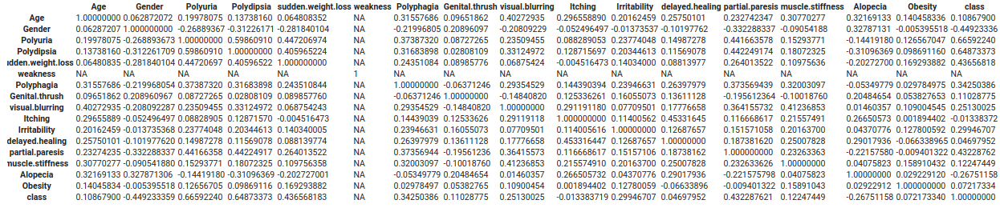 Age Gender Polyuria Polydipsia sudden.weight.loss weakness Polyphagia Genital.thrush visual.blurring Itching Irritability delayed.healing partial.paresis muscle.stiffness Alopecia Obesity class
Age 1.00000000 0.062872072 0.19978075 0.13738160 0.064808352 NA 0.31557686 0.09651862 0.40272935 0.296558890 0.20162459 0.25750101 0.232742347 0.30770277 0.32169133 0.140458336 0.10867900
Gender 0.06287207 1.000000000 -0.26889367 -0.31226171 -0.281840104 NA -0.21996805 0.20896097 -0.20809229 -0.052496497 -0.01373537 -0.10197762 -0.332288337 -0.09054188 0.32787131 -0.005395518 -0.44923336
Polyuria 0.19978075 -0.268893673 1.00000000 0.59860910 0.447206974 NA 0.37387320 0.08727265 0.23509455 0.088289053 0.23774048 0.14987278 0.441663578 0.15293771 -0.14419180 0.126567047 0.66592240
Polydipsia 0.13738160 -0.312261709 0.59860910 1.00000000 0.405965224 NA 0.31683898 0.02808109 0.33124972 0.128715697 0.20344613 0.11569078 0.442249174 0.18072325 -0.31096369 0.098691160 0.64873373
dden.weight.loss 0.06480835 -0.281840104 0.44720697 0.40596522 1.000000000 NA 0.24351084 0.08985776 0.06875424 -0.004516473 0.14034000 0.08813977 0.264013522 0.10975636 -0.20272700 0.169293882 0.43656818
weakness NA NA NA NA NA 1 NA NA NA NA NA NA NA NA NA NA NA
Polyphagia 0.31557686 -0.219968054 0.37387320 0.31683898 0.243510844 NA 1.00000000 -0.06371246 0.29354529 0.144390394 0.23946631 0.26397979 0.373569439 0.32003097 -0.05349779 0.029784975 0.34250386
Genital.thrush 0.09651862 0.208960967 0.08727265 0.02808109 0.089857760 NA -0.06371246 1.00000000 -0.14840820 0.125336261 0.16055073 0.13611128 -0.195612364 -0.10018760 0.20484654 0.053827653 0.11028775
visual.blurring 0.40272935 -0.208092287 0.23509455 0.33124972 0.068754243 NA 0.29354529 -0.14840820 1.00000000 0.291191180 0.07709501 0.17776658 0.364155732 0.41236853 0.01460357 0.109004545 0.25130025
Itching 0.29655889 -0.052496497 0.08828905 0.12871570 -0.004516473 NA 0.14439039 0.12533626 0.29119118 1.000000000 0.11400562 0.45331645 0.116668617 0.21557491 0.26650573 0.001894402 -0.01338372
Irritability 0.20162459 -0.013735368 0.23774048 0.20344613 0.140340005 NA 0.23946631 0.16055073 0.07709501 0.114005616 1.00000000 0.12687657 0.151571058 0.20163700 0.04370776 0.127800592 0.29946707
delayed.healing 0.25750101 -0.101977620 0.14987278 0.11569078 0.088139774 NA 0.26397979 0.13611128 0.17776658 0.453316447 0.12687657 1.00000000 0.187381620 0.25007828 0.29017936 -0.066338965 0.04697952
partial.paresis 0.23274235 -0.332288337 0.44166358 0.44224917 0.264013522 NA 0.37356944 -0.19561236 0.36415573 0.116668617 0.15157106 0.18738162 1.000000000 0.23263363 -0.22157580 -0.009401322 0.43228762
muscle.stiffness 0.30770277 -0.090541880 0.15293771 0.18072325 0.109756358 NA 0.32003097 -0.10018760 0.41236853 0.215574910 0.20163700 0.25007828 0.232633626 1.00000000 0.04075823 0.158910432 0.12247449
Alopecia 0.32169133 0.327871306 -0.14419180 -0.31096369 -0.202727001 NA -0.05349779 0.20484654 0.01460357 0.266505732 0.04370776 0.29017936 -0.221575798 0.04075823 1.00000000 0.029229120 -0.26751158
Obesity 0.14045834 -0.005395518 0.12656705 0.09869116 0.169293882 NA 0.02978497 0.05382765 0.10900454 0.001894402 0.12780059 -0.06633896 -0.009401322 0.15891043 0.02922912 1.000000000 0.07217334
class 0.10867900 -0.449233359 0.66592240 0.64873373 0.436568183 NA 0.34250386 0.11028775 0.25130025 -0.013383719 0.29946707 0.04697952 0.432287621 0.12247449 -0.26751158 0.072173340 1.00000000